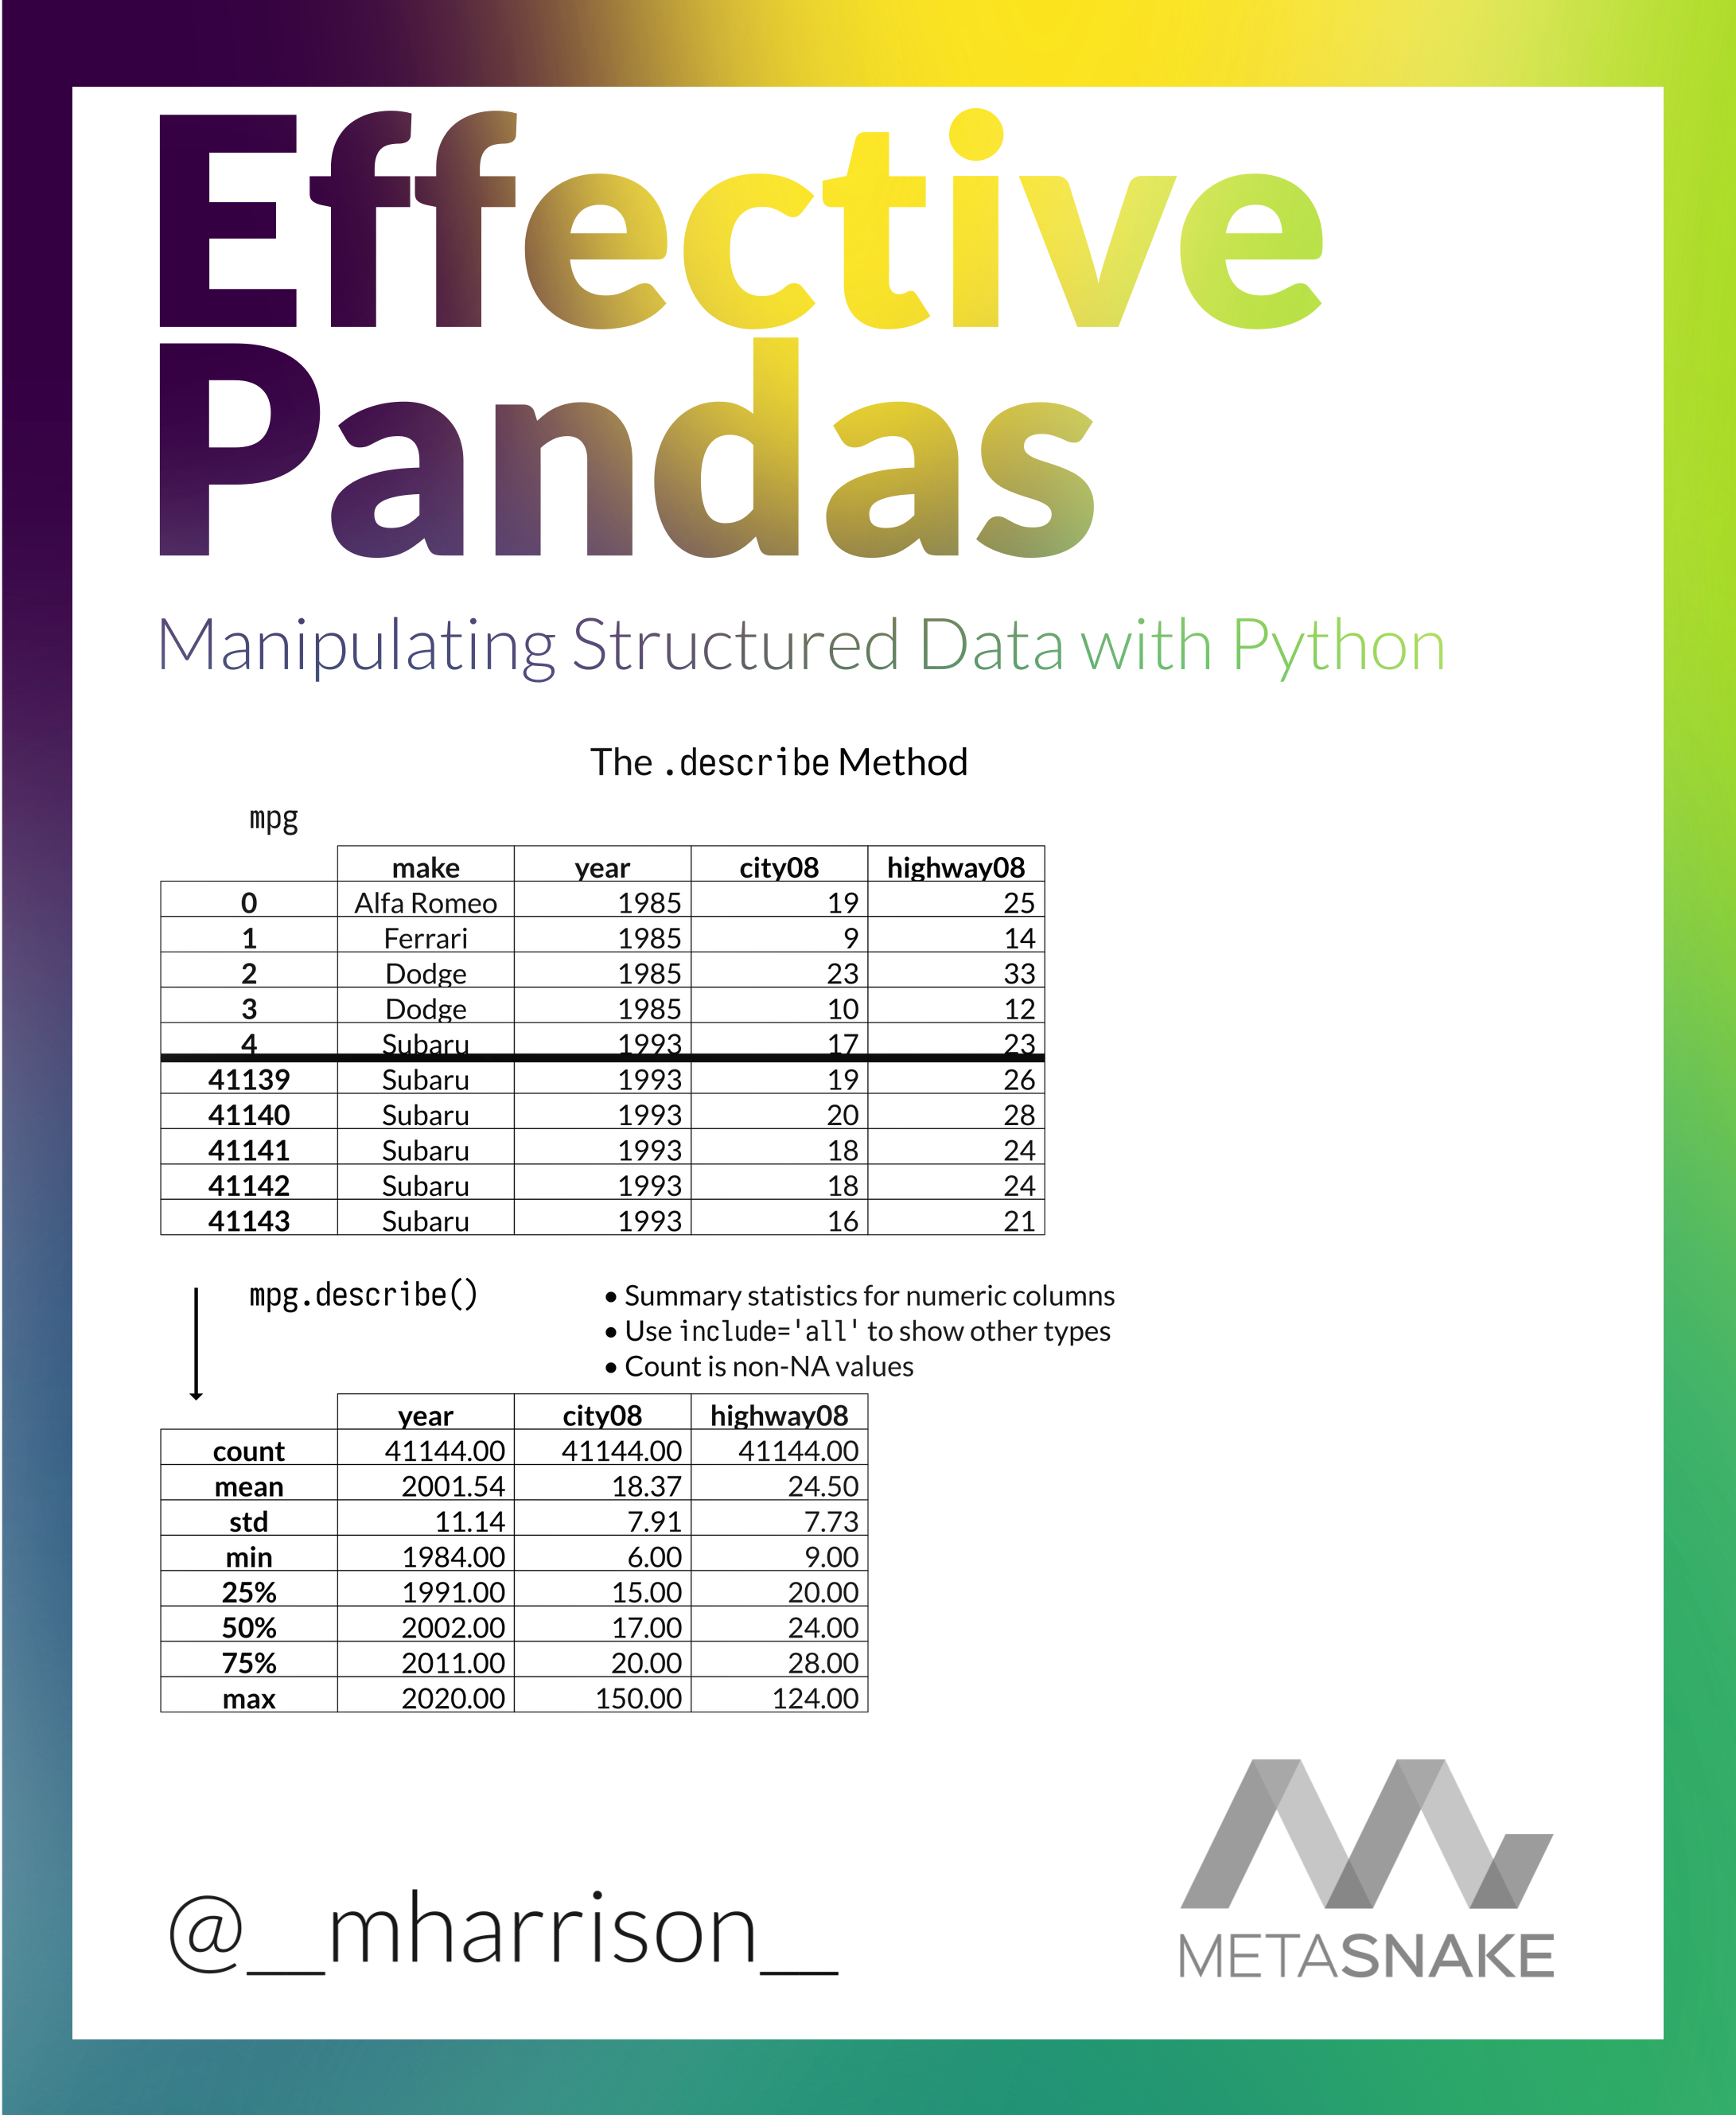 Effective
Pandas
Manipulating Structured Data with Python
The .describe Method
mpg
make year city08 highway08
0 Alfa Romeo 1985 19 25
1 Ferrari 1985 9 14
2 Dodge 1985 23 33
3 Dodge 1985 10 12
4 Subaru 1993 17 23
41139 Subaru 1993 19 26
41140 Subaru 1993 20 28
41141 Subaru 1993 18 24
41142 Subaru 1993 18 24
41143 Subaru 1993 16 21
mpg.describe()
• Summary statistics for numeric columns
• Use include='all' to show other types
• Count is non-NA values
year city08 highway08
count 41144.00 41144.00 41144.00
mean 2001.54 18.37 24.50
std 11.14 7.91 7.73
min 1984.00 6.00 9.00
25% 1991.00 15.00 20.00
50% 2002.00 17.00 24.00
75% 2011.00 20.00 28.00
max 2020.00 150.00 124.00
@__mharrison__
METASNAKE